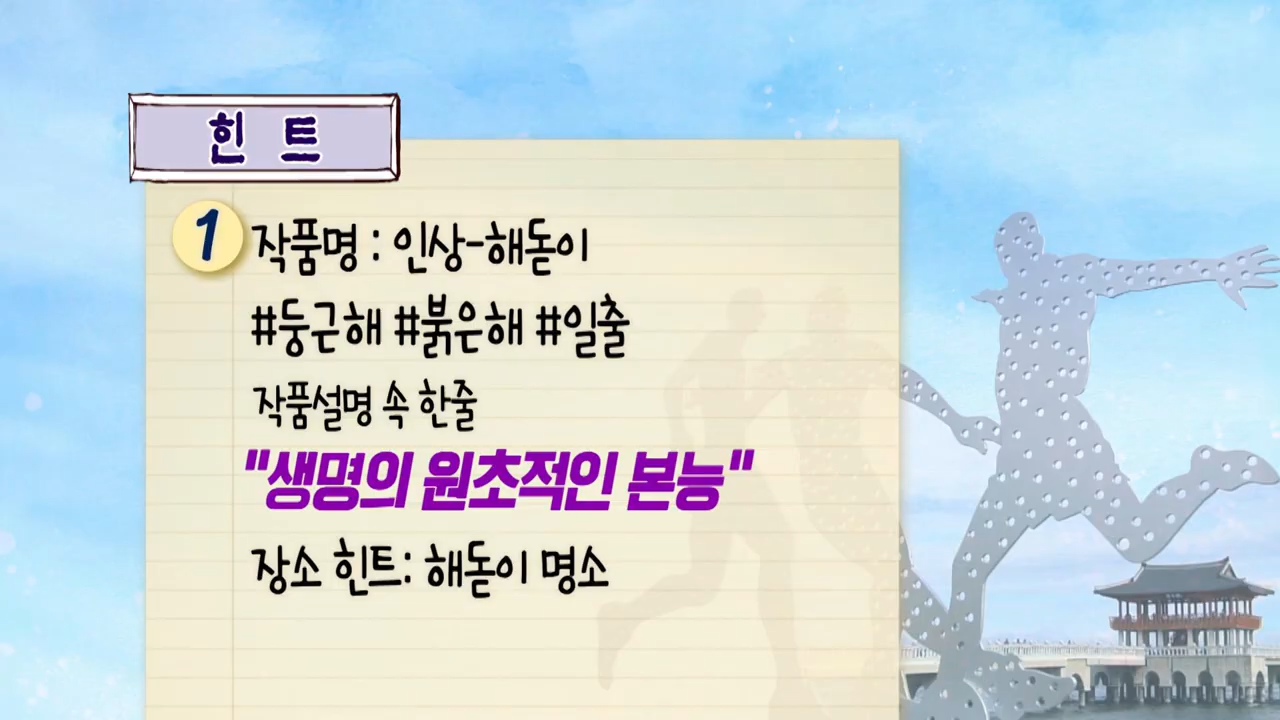 힌 트
1 작품명 : 인상-해돋이
#둥근해 #붉은해 #일출
작품설명 속 한줄
"생명의 원초적인 본능"
장소 힌트: 해돋이 명소